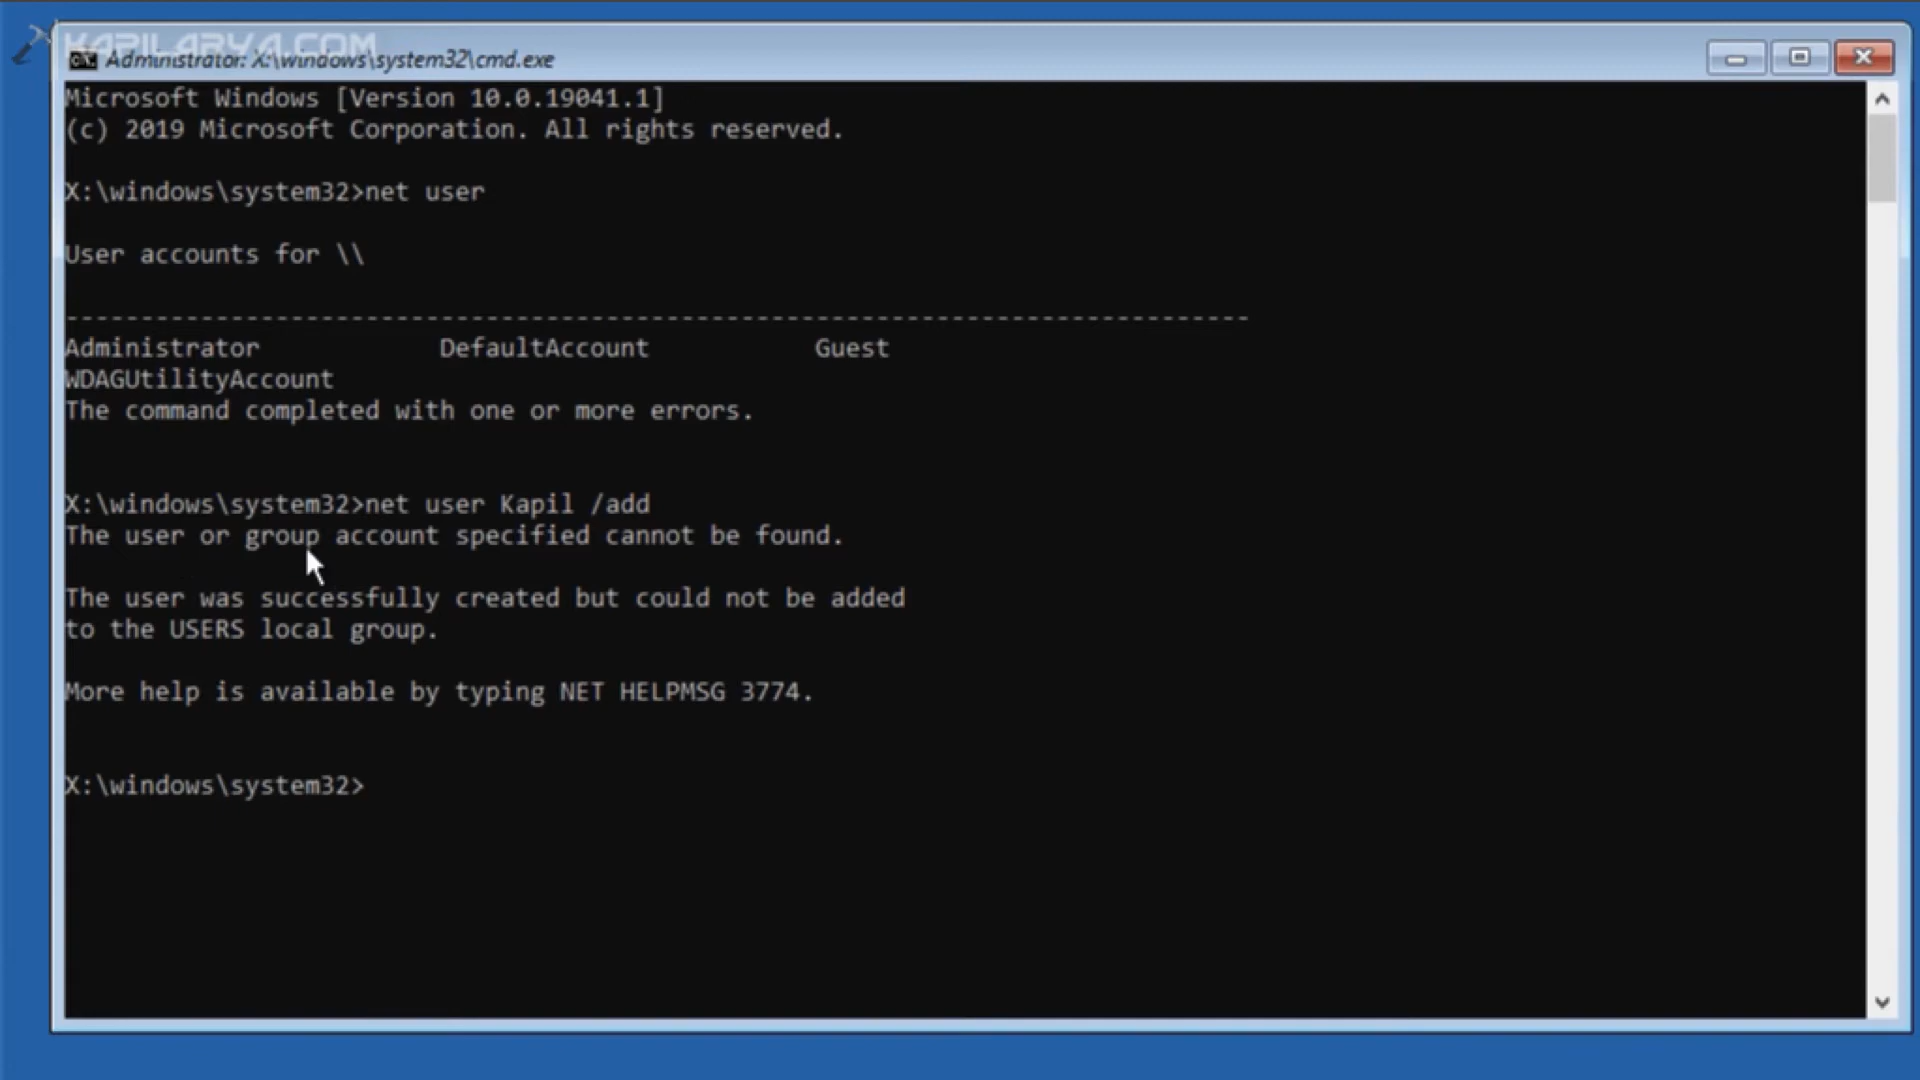 KAPILARYA.COM
Administrator: X:\windows\system32\cmd.exe
Microsoft Windows [Version 10.0.19041.1]
(c) 2019 Microsoft Corporation. All rights reserved.
X:\windows\system32>net user
User accounts for \\
-------------------------------------------------------------------------------
Administrator            DefaultAccount           Guest
WDAGUtilityAccount
The command completed with one or more errors.
X:\windows\system32>net user Kapil /add
The user or group account specified cannot be found.
The user was successfully created but could not be added
to the USERS local group.
More help is available by typing NET HELPMSG 3774.
X:\windows\system32>